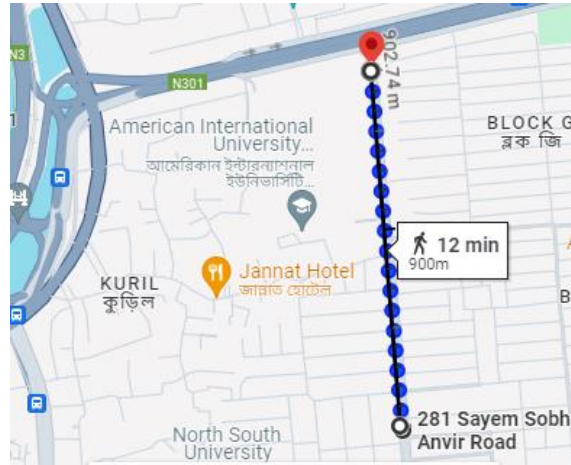 N3
902.74 m
N301
American International
University...
আমেরিকান ইন্টারন্যাশনাল
ইউনিভার্সিটি...
BLOCK G
ব্লক জি
12 min
900m
Jannat Hotel
জান্নাত হোটেল
KURIL
কুড়িল
B
281 Sayem Sobh
Anvir Road
North South
University